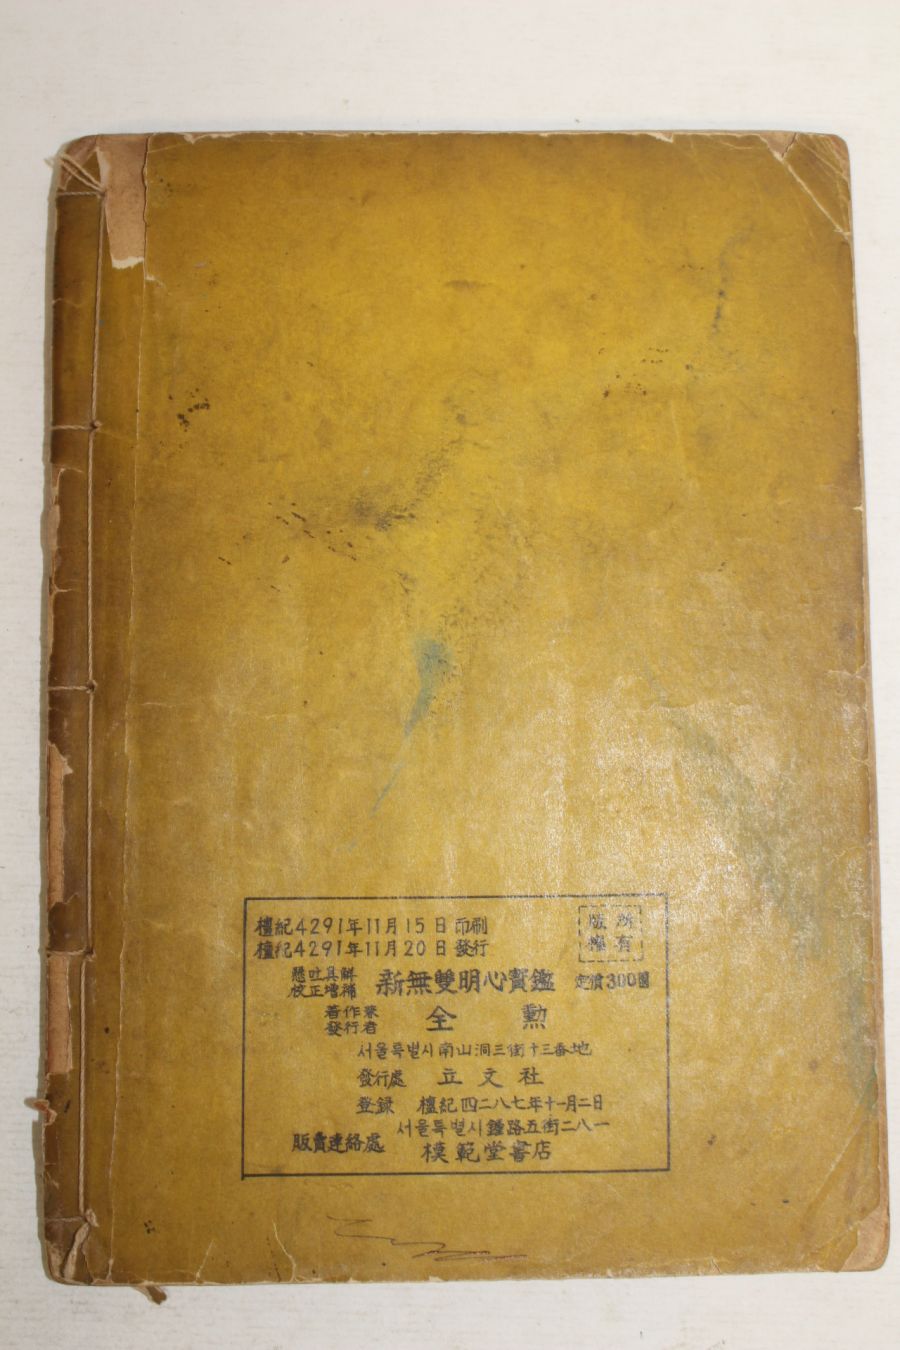 檀紀4291年11月15日 印刷
檀紀4291年11月20日 發行
版權
所有
懸吐具解
校正增補
新無雙明心寶鑑 定價300圜
著作兼
發行者
全 勲
서울특별시南山洞三街十三番地
發行處 立文社
登録 檀紀四二八七年十一月二日
서울특별시鍾路五街二八一
販賣連絡處 模範堂書店